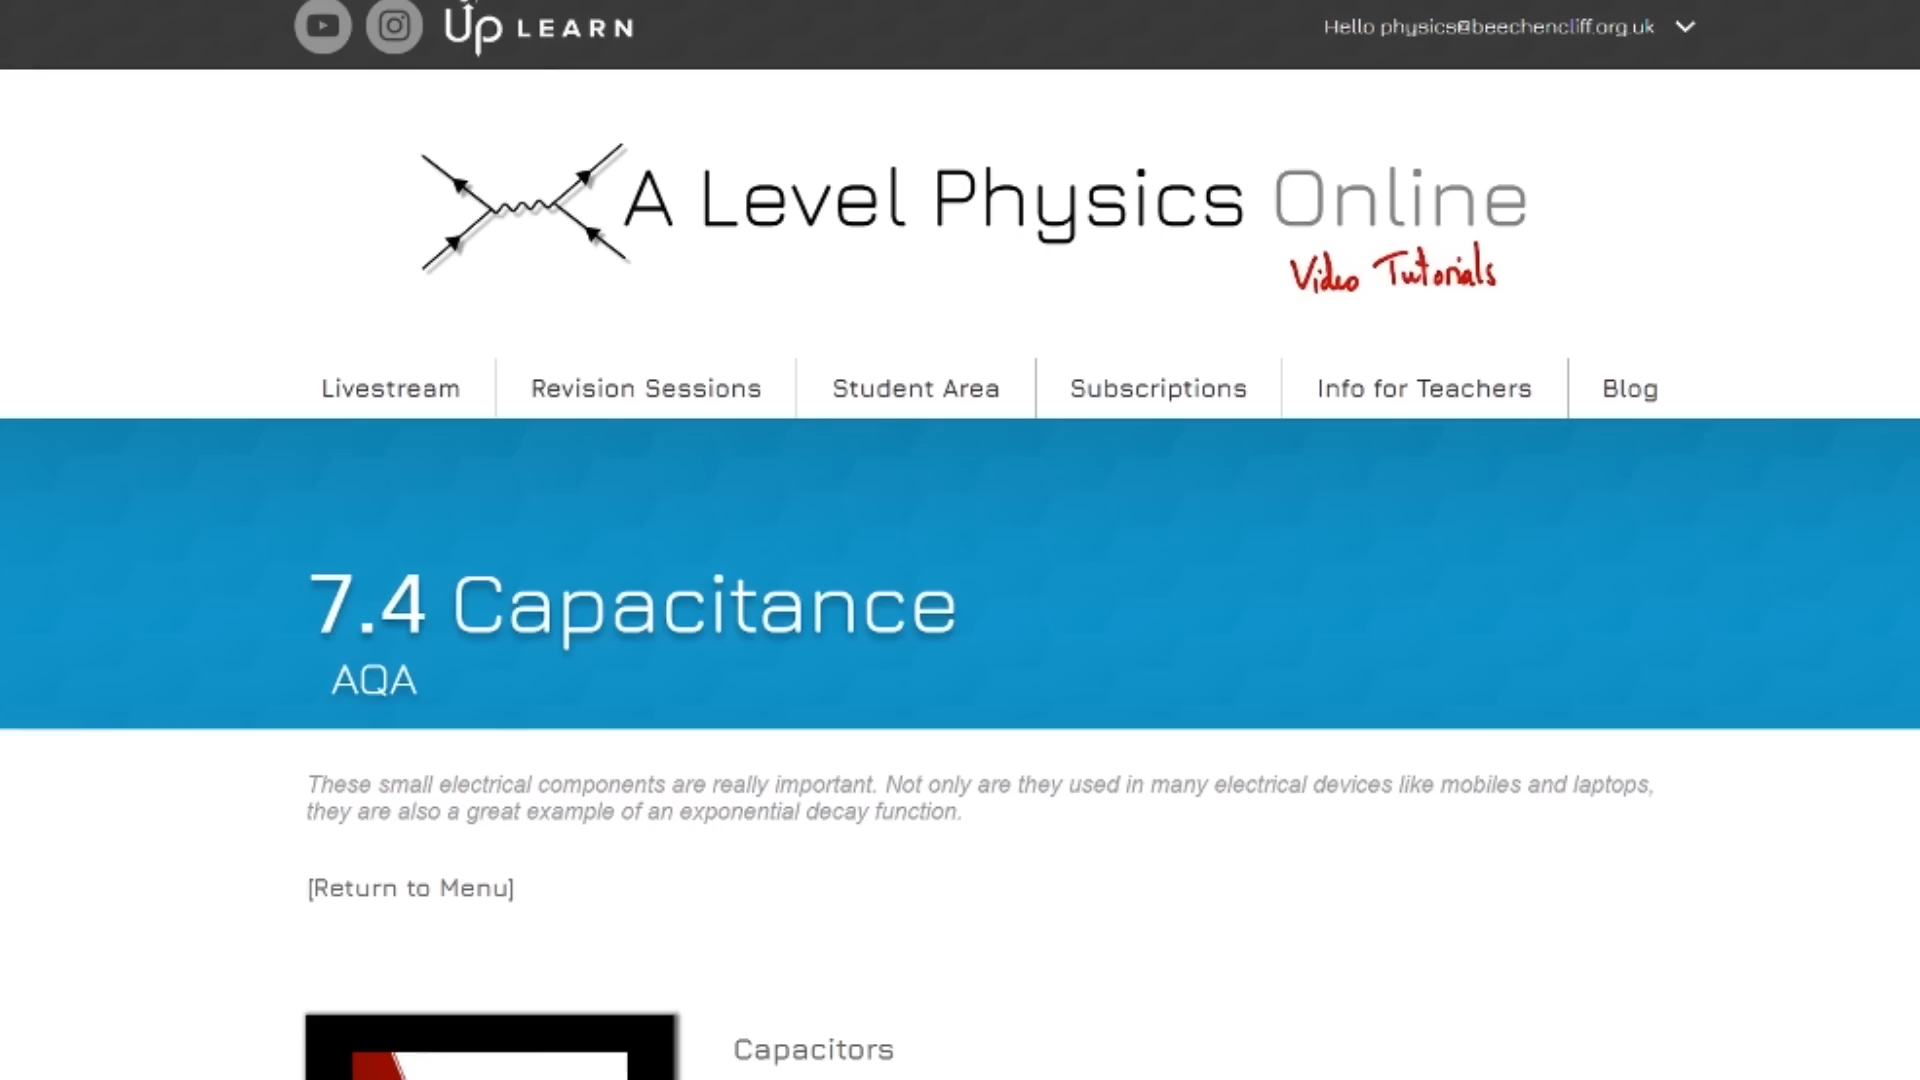 Up LEARN
Hello physics@beechencliff.org.uk
A Level Physics Online
Video Tutorials
Livestream
Revision Sessions
Student Area
Subscriptions
Info for Teachers
Blog
7.4 Capacitance
AQA
These small electrical components are really important. Not only are they used in many electrical devices like mobiles and laptops,
they are also a great example of an exponential decay function.
[Return to Menu]
Capacitors